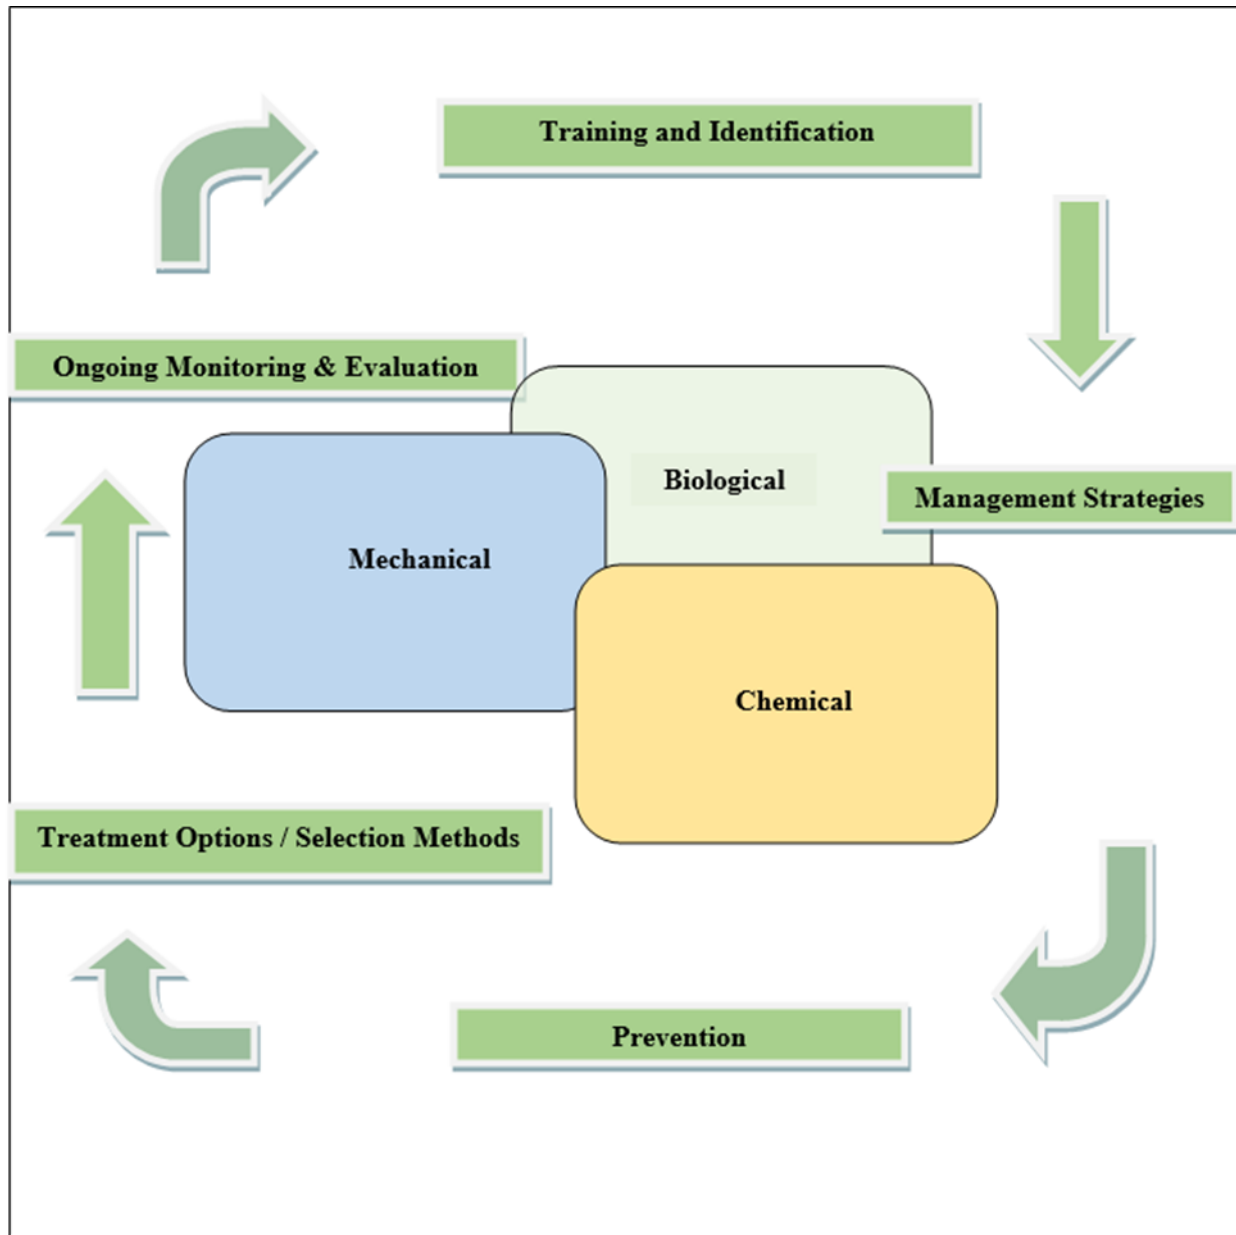 Training and Identification
Ongoing Monitoring & Evaluation
Biological
Management Strategies
Mechanical
Chemical
Treatment Options / Selection Methods
Prevention